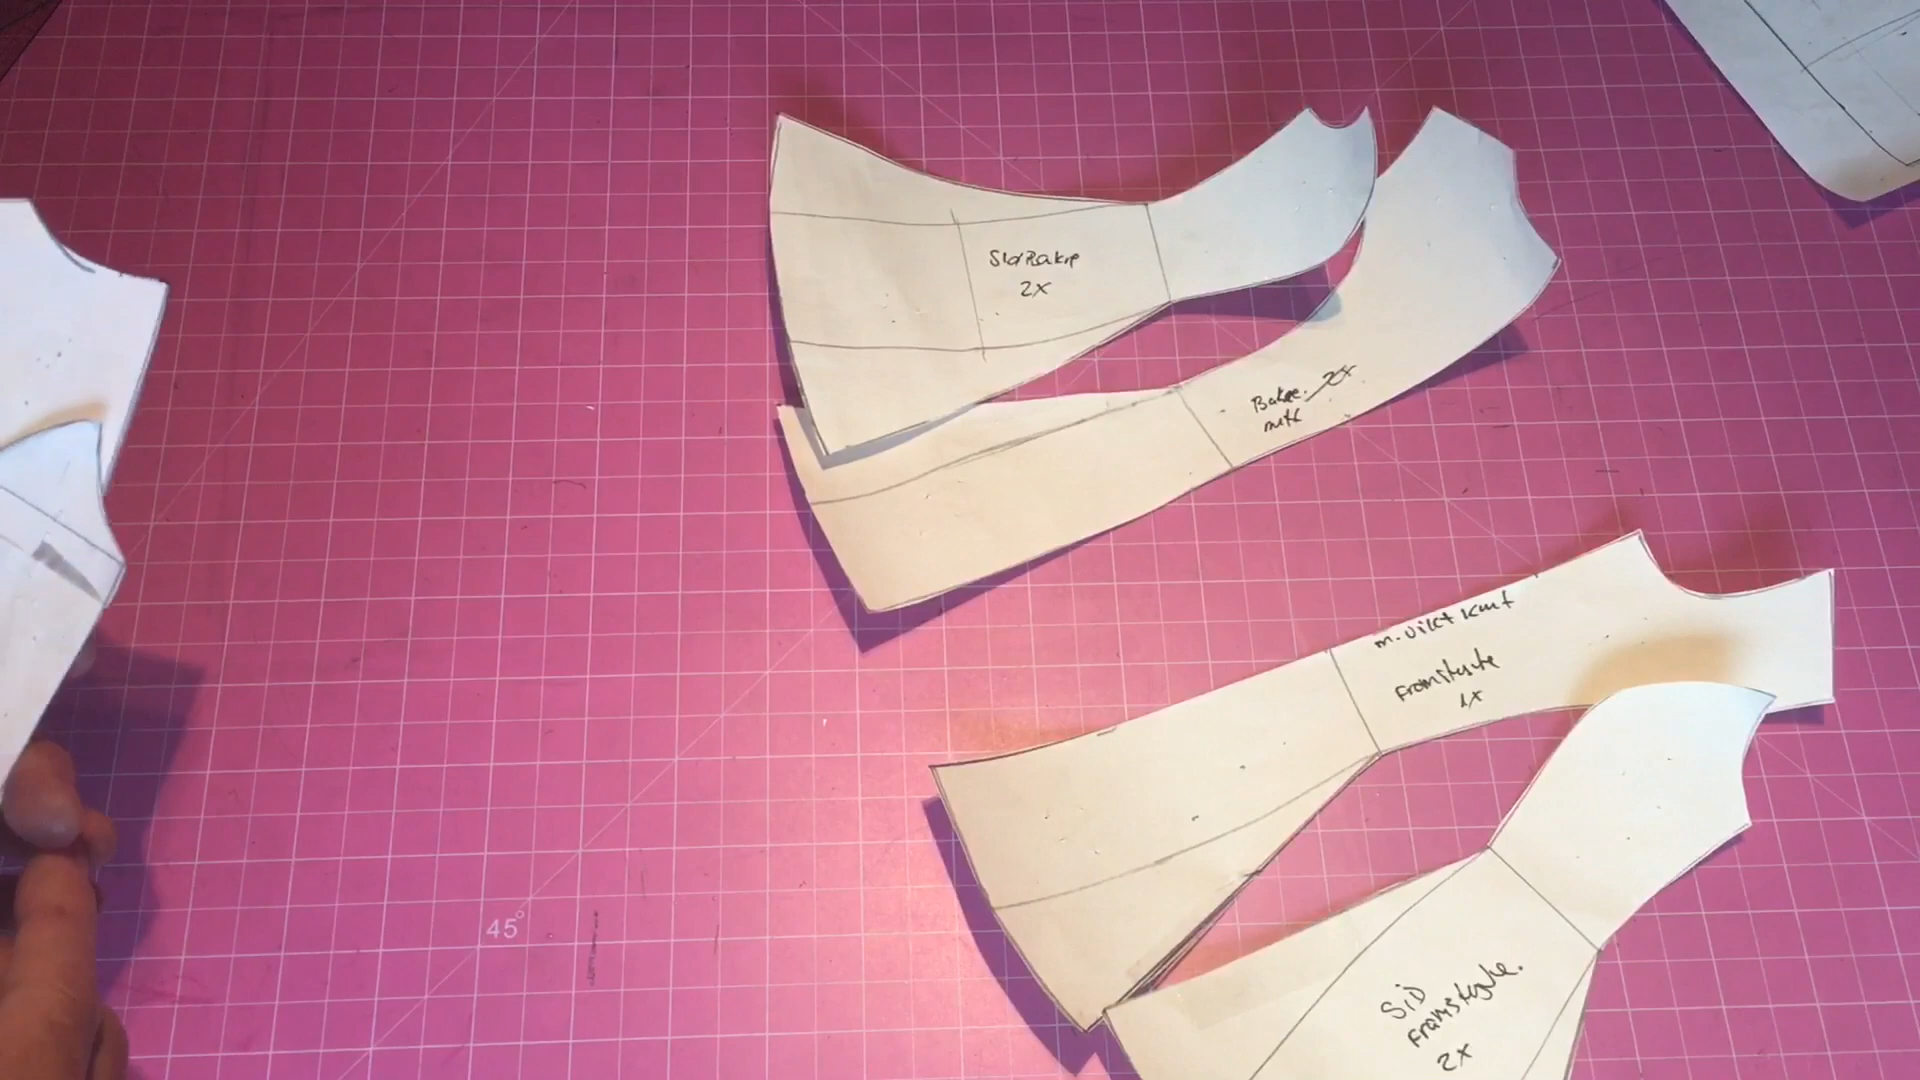 SidBakre
2X
Bakre. 2X
mitt
m. vikt kant
Framstycke
1X
Sid
Framstycke.
2X
45°